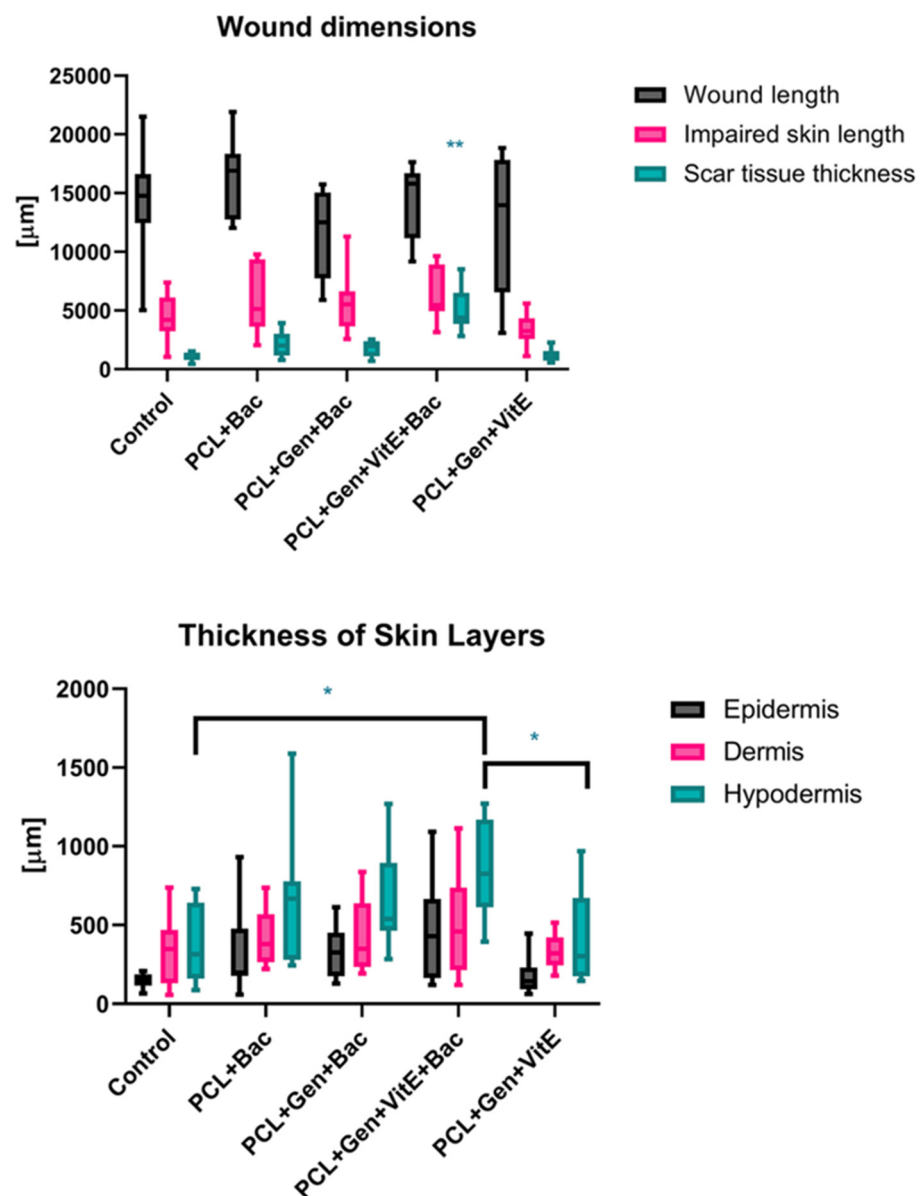 Wound dimensions
25000
20000
15000
10000
5000
0
[μm]
Wound length
Impaired skin length
Scar tissue thickness
**
Control
PCL+Bac
PCL+Gen+Bac
PCL+Gen+VitE+Bac
PCL+Gen+VitE
Thickness of Skin Layers
2000
1500
1000
500
0
[μm]
*
*
Epidermis
Dermis
Hypodermis
Control
PCL+Bac
PCL+Gen+Bac
PCL+Gen+VitE+Bac
PCL+Gen+VitE